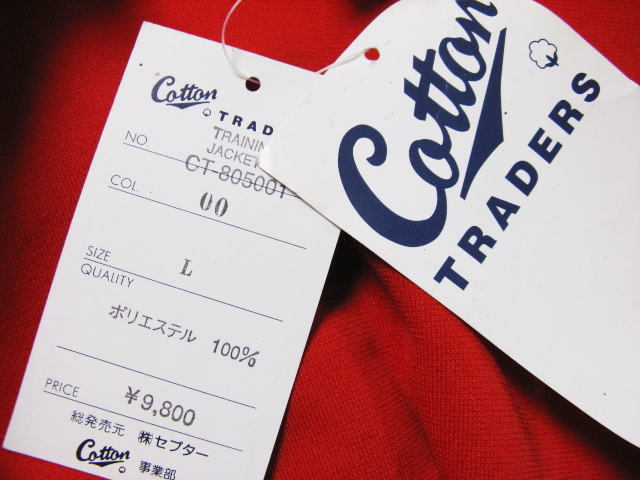 Cotton
TRAD
TRAININ
JACKET
NO. CT-805001
COL. 00
SIZE L
QUALITY
ポリエステル 100%
PRICE ¥9,800
総発売元 ㈱セプター
Cotton 事業部
Cotton
TRADERS